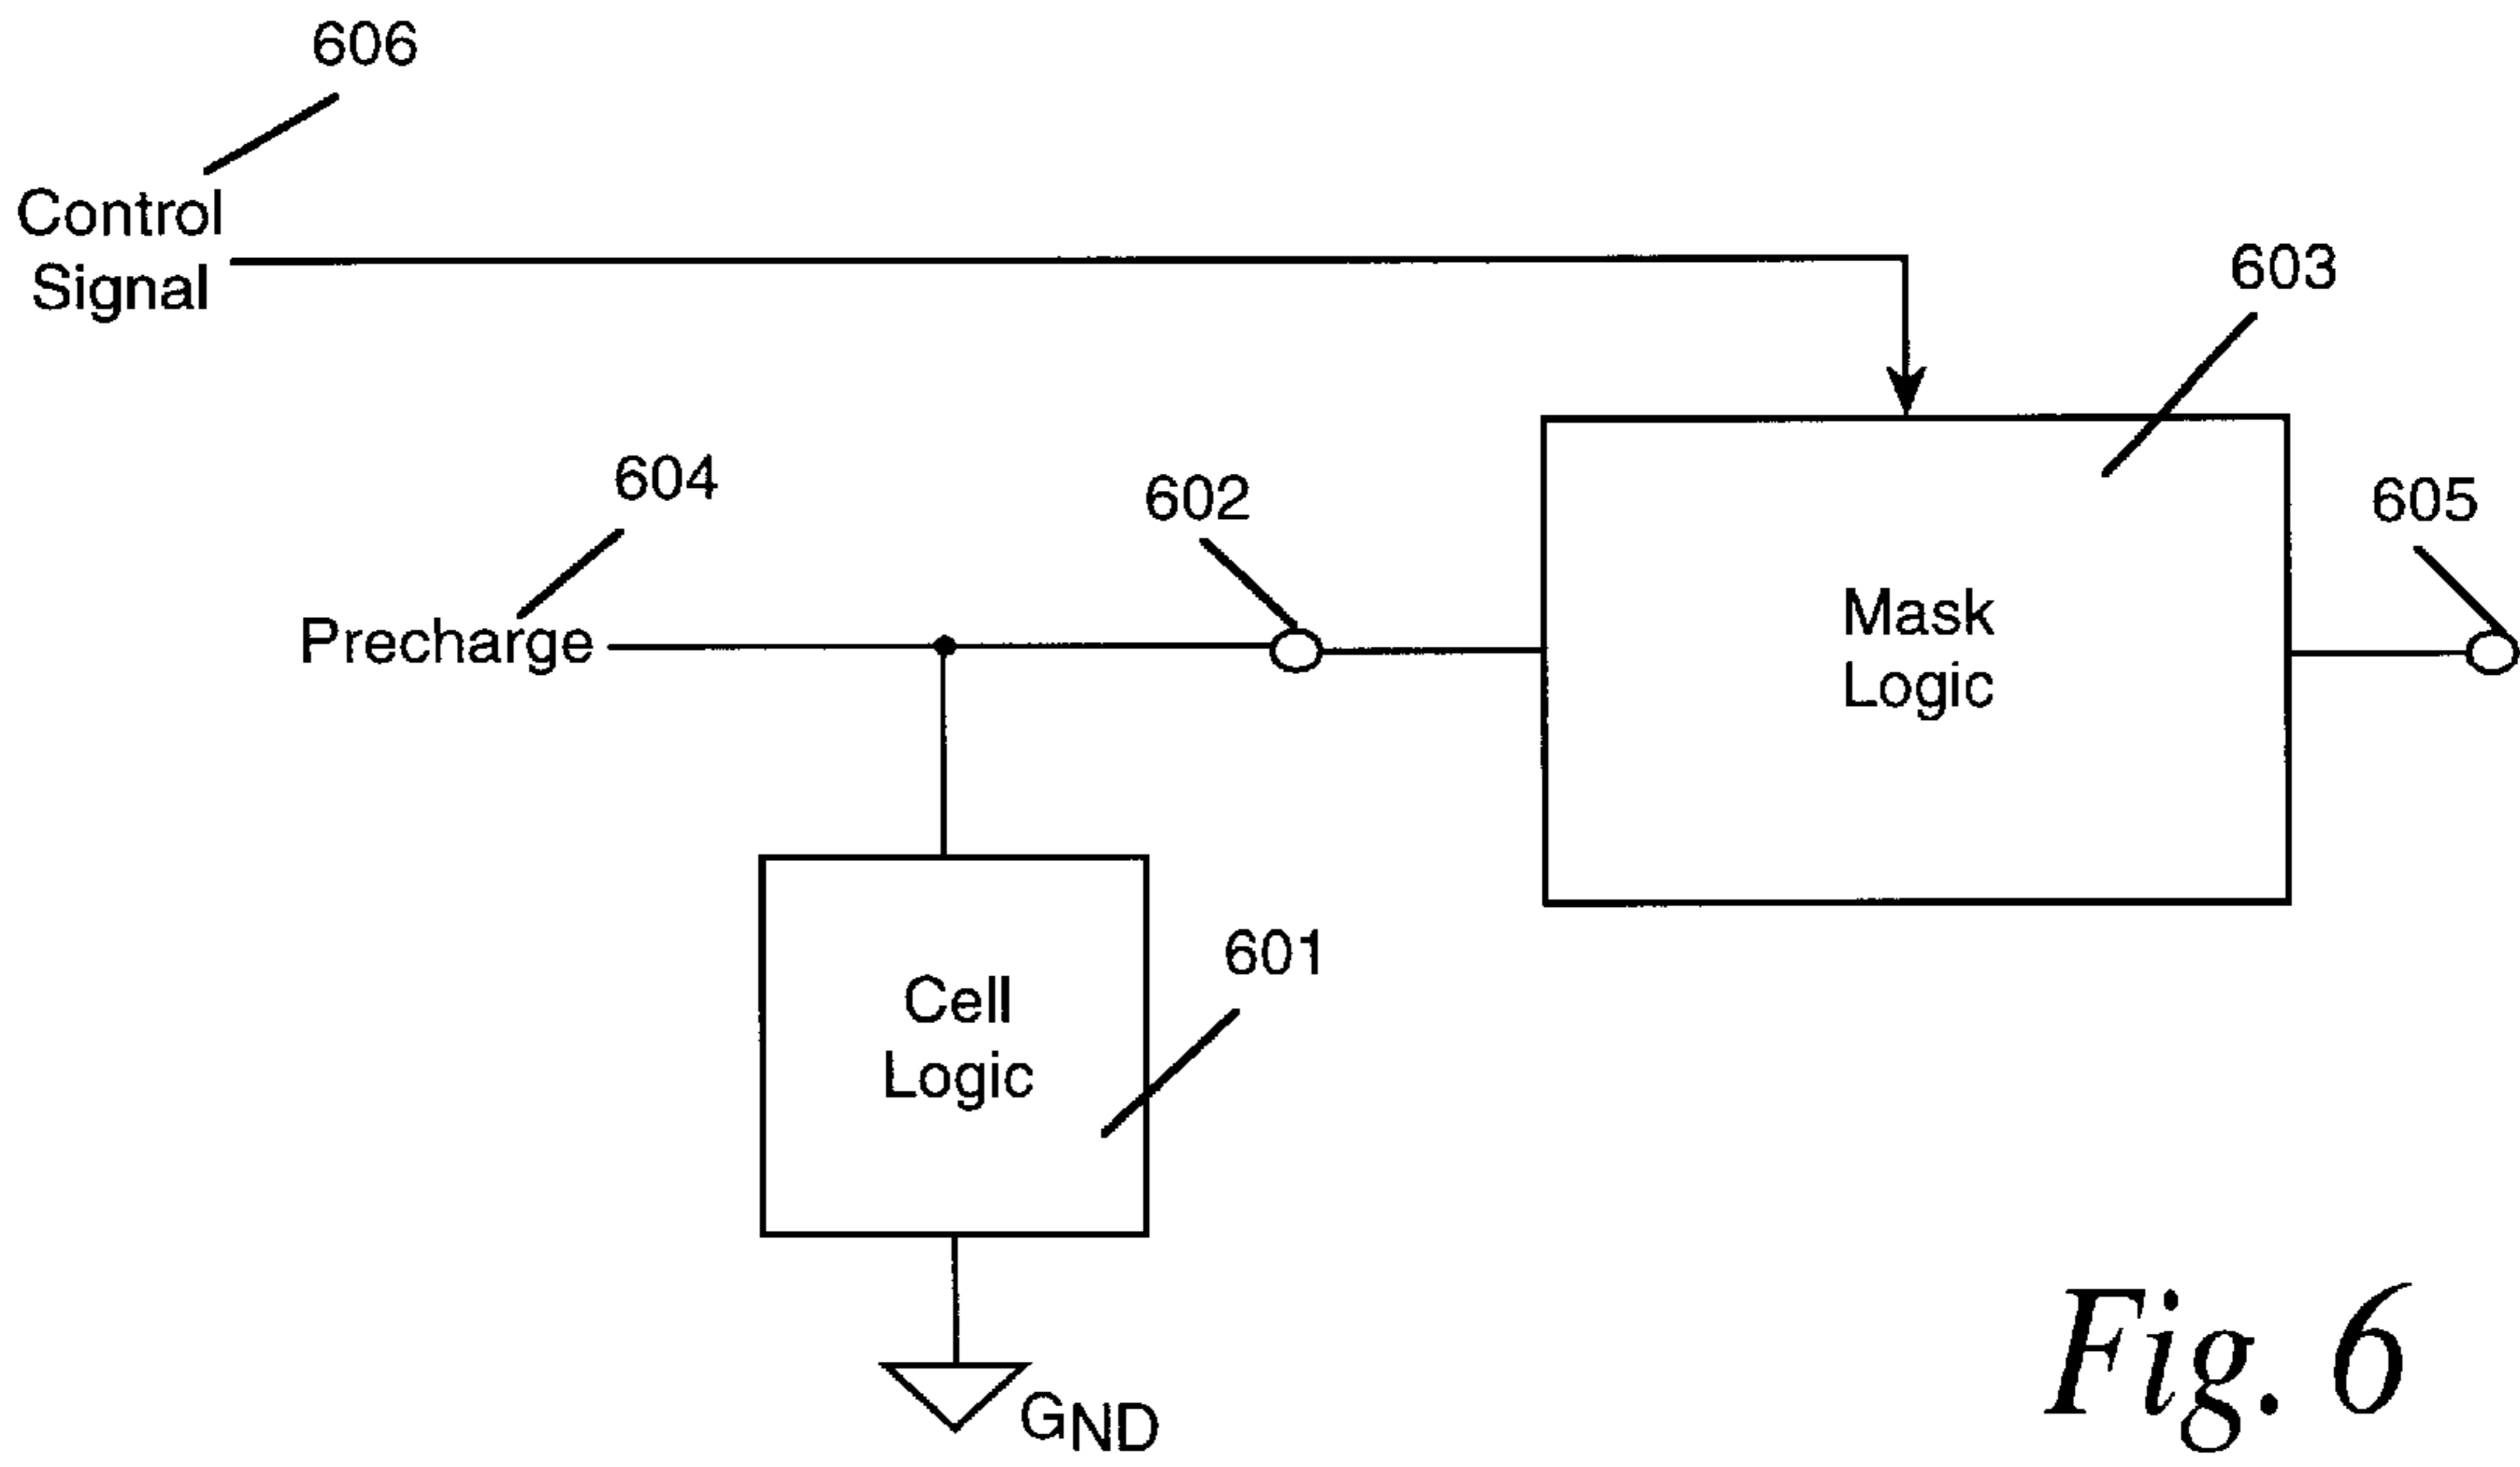 606
Control
Signal
603
604
602
605
Precharge
Mask
Logic
601
Cell
Logic
GND
Fig. 6